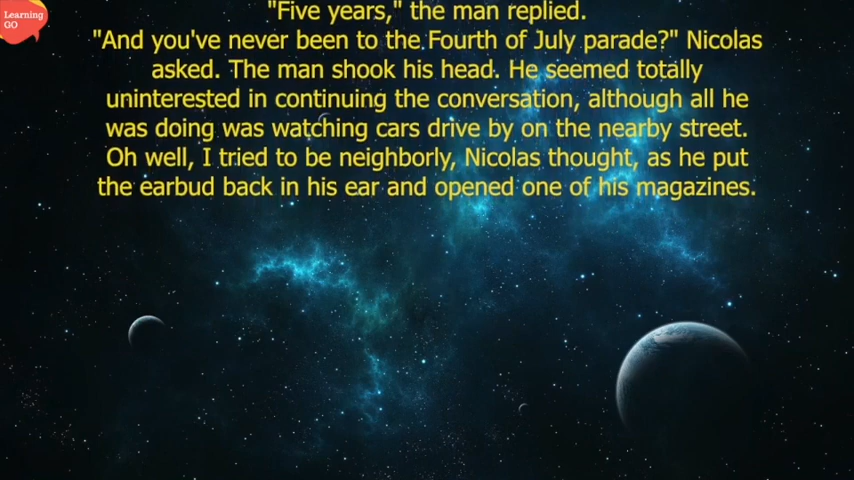 Learning
GO
"Five years," the man replied.
"And you've never been to the Fourth of July parade?" Nicolas
asked. The man shook his head. He seemed totally
uninterested in continuing the conversation, although all he
was doing was watching cars drive by on the nearby street.
Oh well, I tried to be neighborly, Nicolas thought, as he put
the earbud back in his ear and opened one of his magazines.